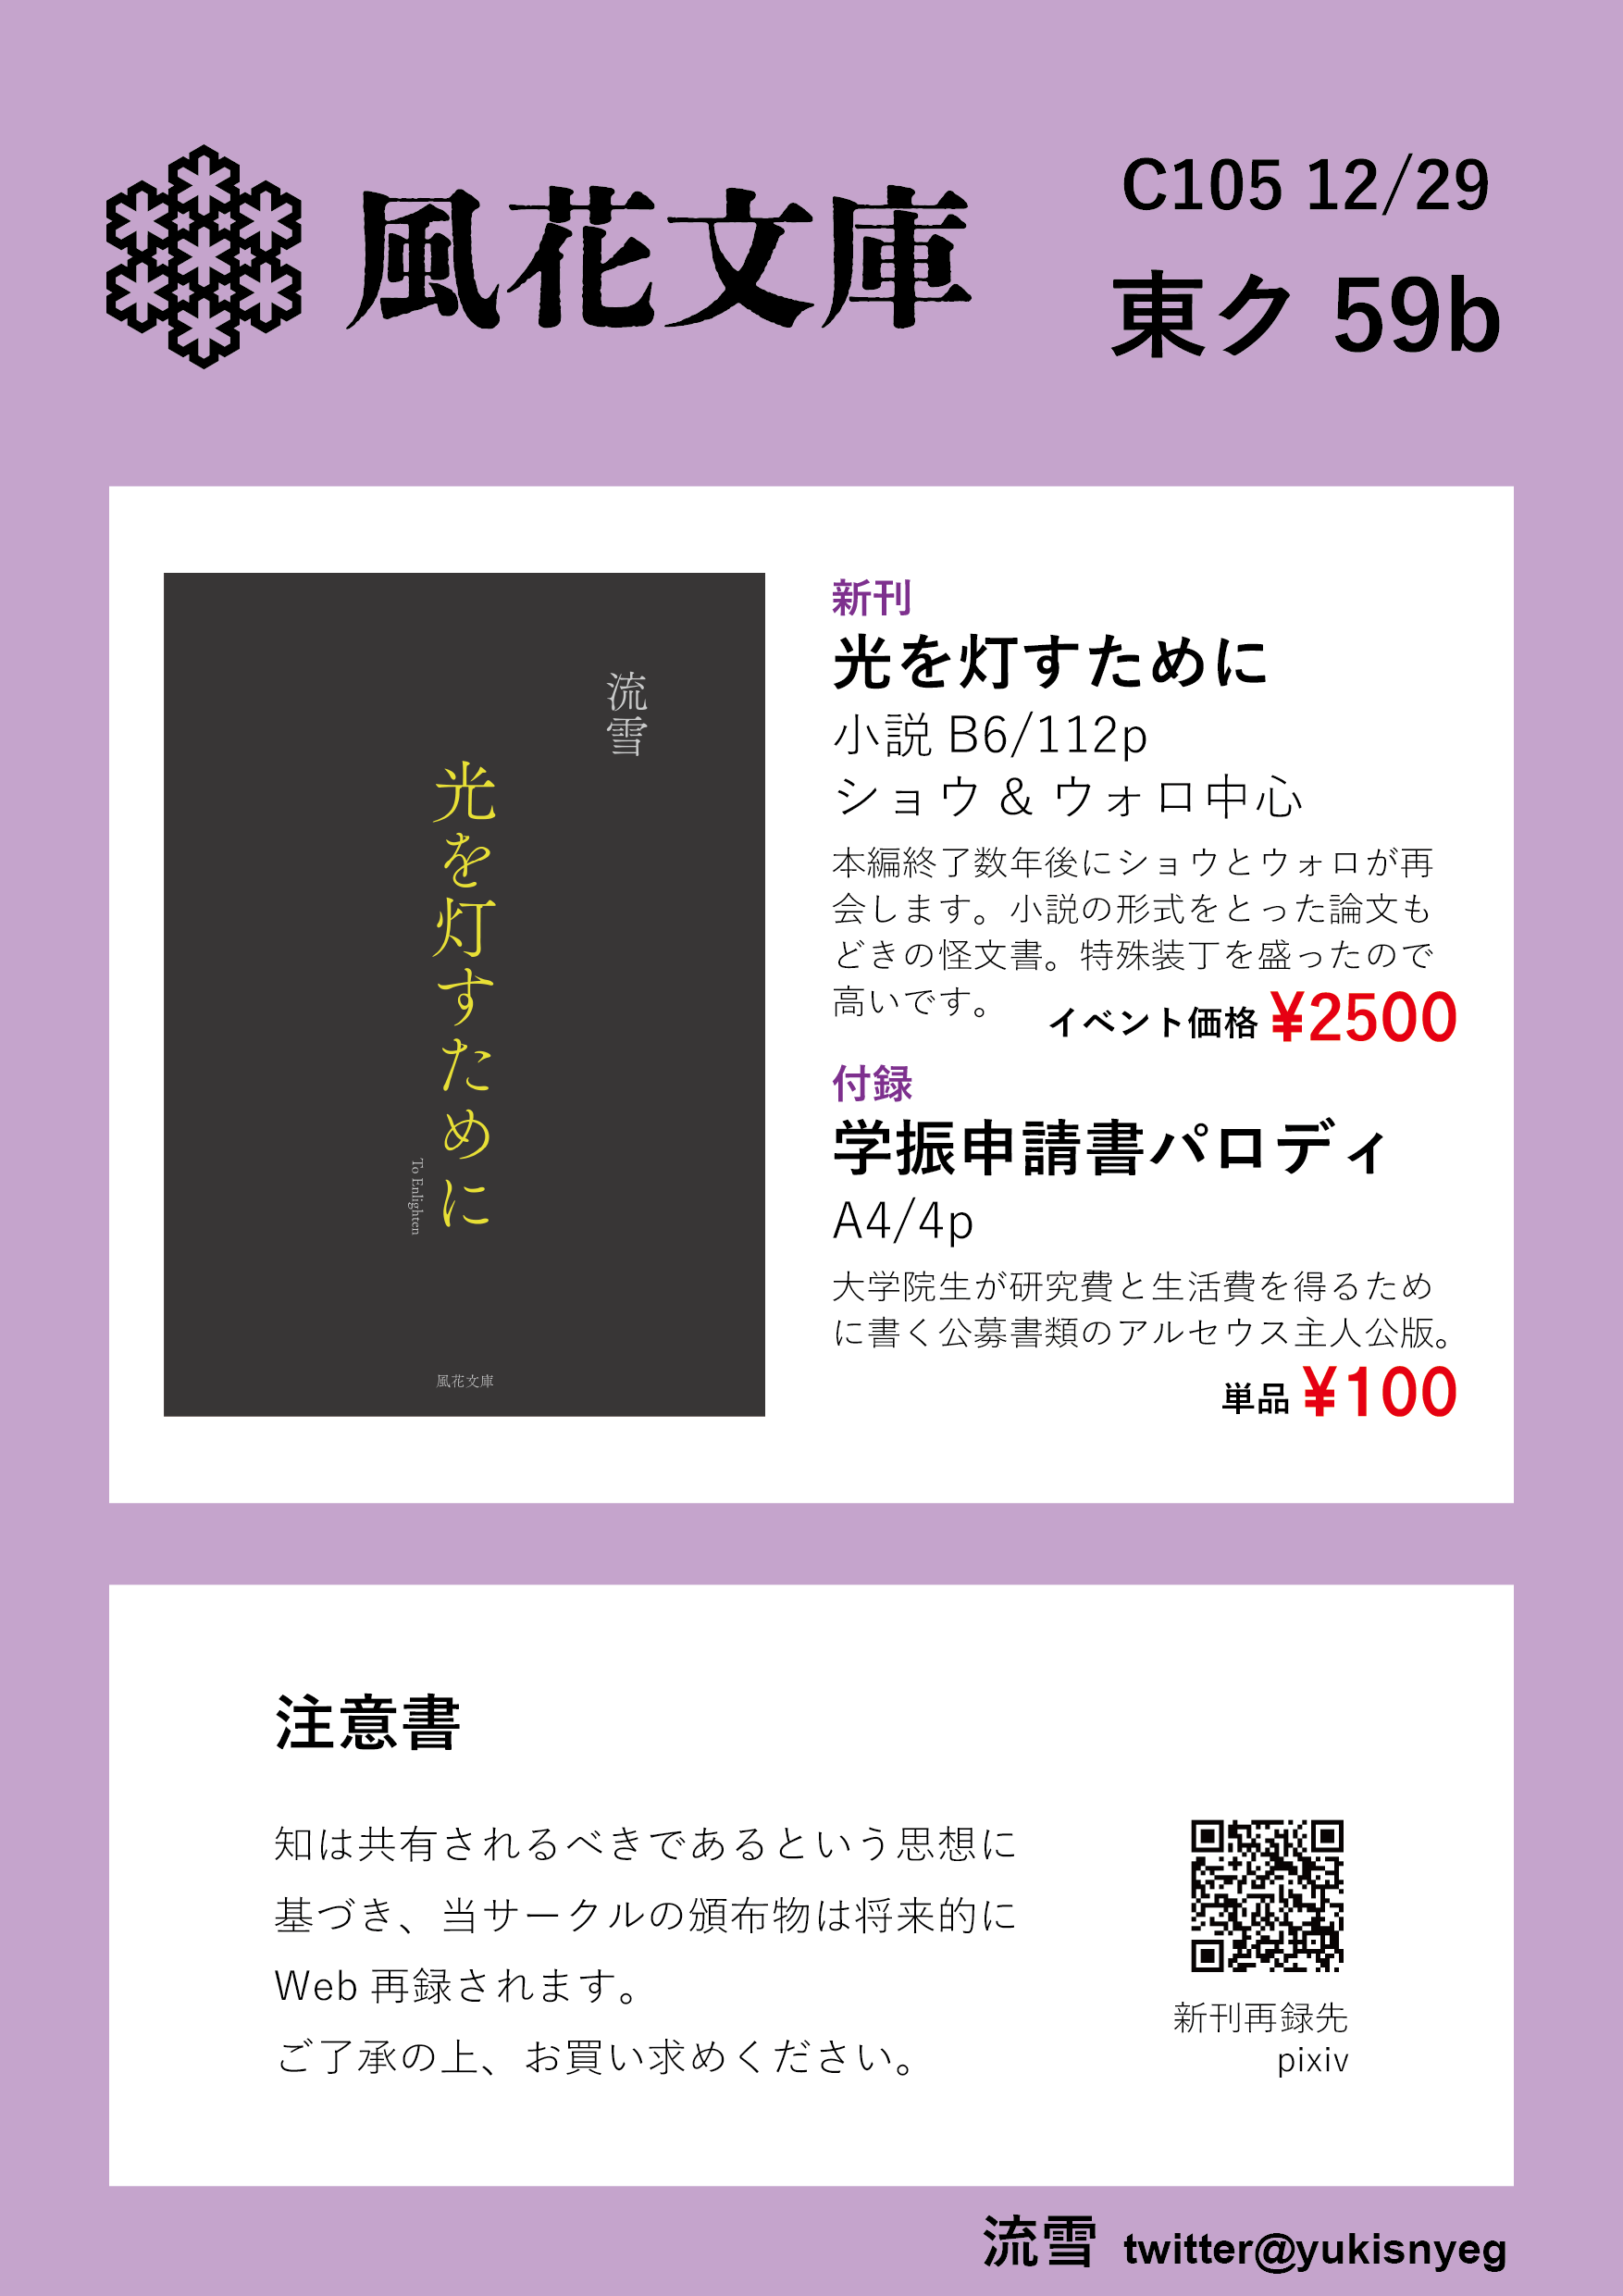 風花文庫
C105 12/29
東ク 59b
流雪
光を灯すために
To Enlighten
風花文庫
新刊
光を灯すために
小説 B6/112p
ショウ & ウォロ中心
本編終了数年後にショウとウォロが再
会します。小説の形式をとった論文も
どきの怪文書。特殊装丁を盛ったので
高いです。
イベント価格 ¥2500
付録
学振申請書パロディ
A4/4p
大学院生が研究費と生活費を得るため
に書く公募書類のアルセウス主人公版。
単品 ¥100
注意書
知は共有されるべきであるという思想に
基づき、当サークルの頒布物は将来的に
Web 再録されます。
ご了承の上、お買い求めください。
新刊再録先
pixiv
流雪 twitter@yukisnyeg